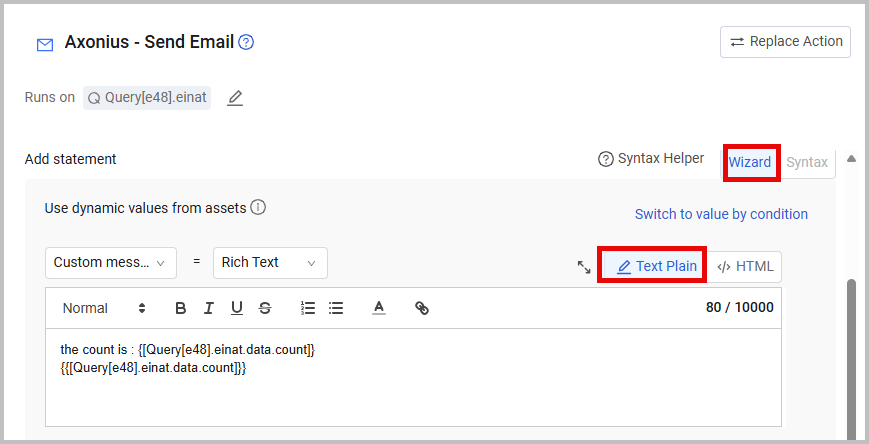 Axonius - Send Email
Replace Action
Runs on Query[e48].einat
Add statement
Syntax Helper
Wizard
Syntax
Use dynamic values from assets
Switch to value by condition
Custom mess...
=
Rich Text
Text Plain
HTML
Normal
B I U S
A
80 / 10000
the count is : {[Query[e48].einat.data.count]}
{{[Query[e48].einat.data.count]}}